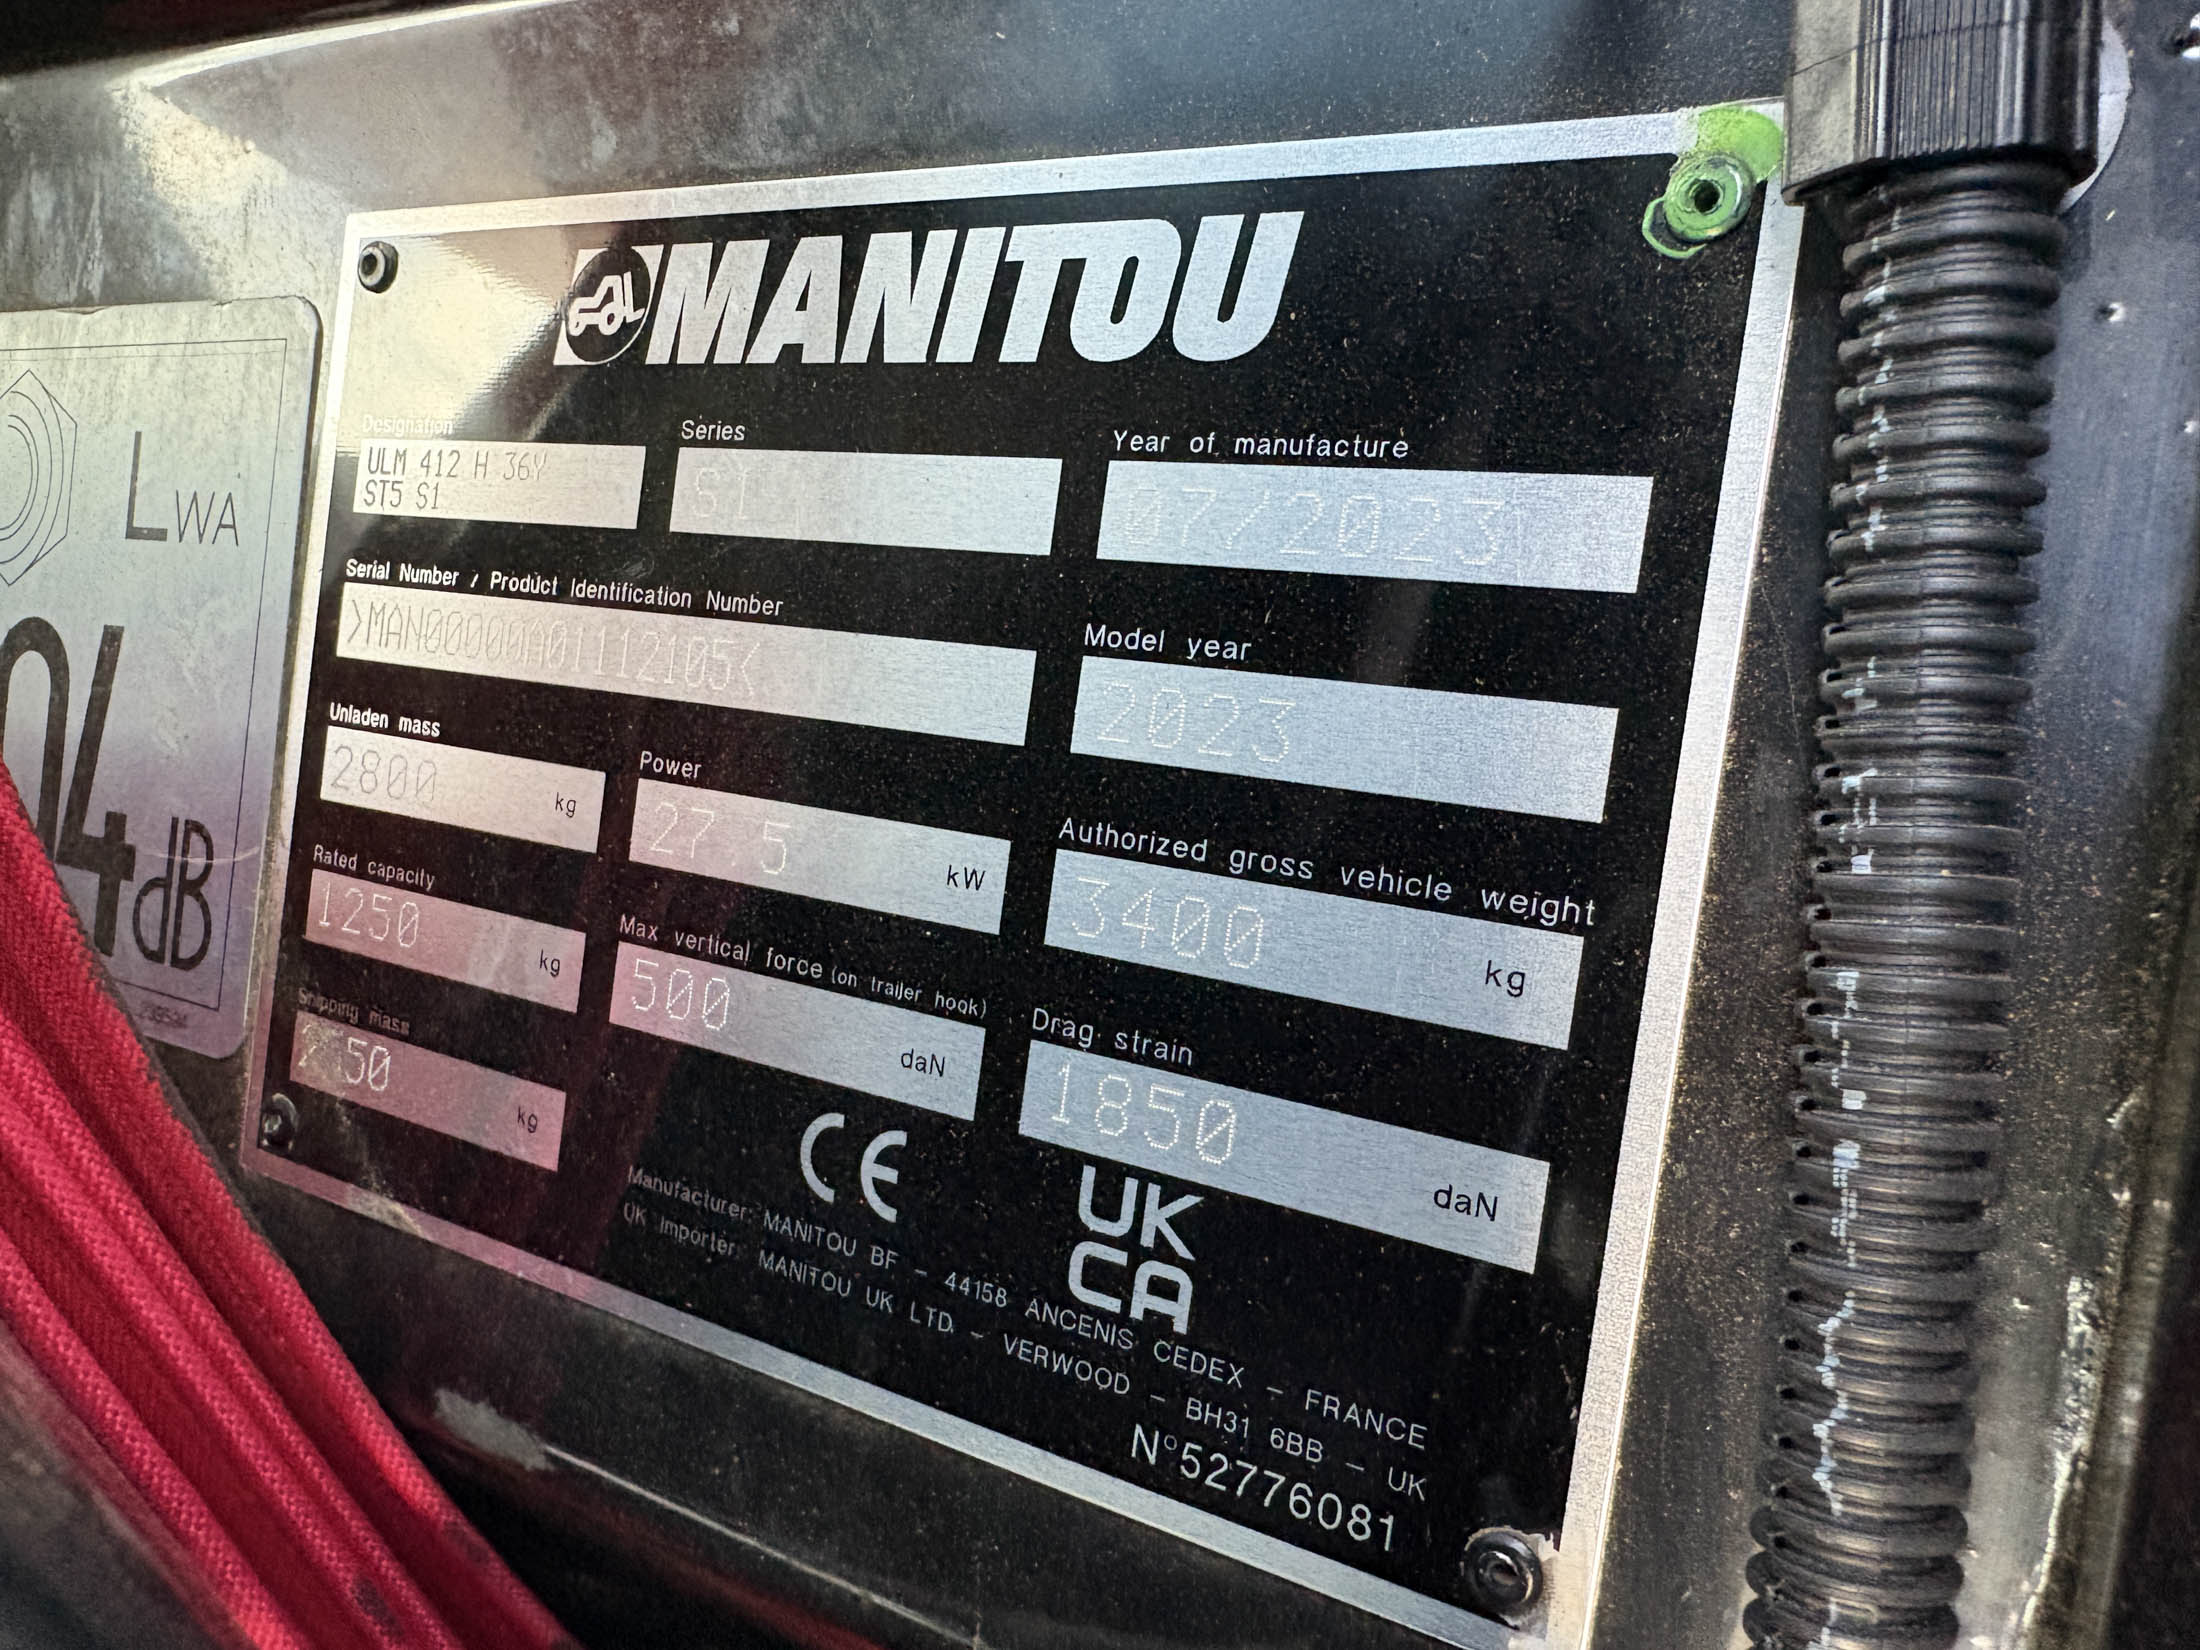 MANITOU
Designation
ULM 412 H 36Y
ST5 S1
Series
S1
Year of manufacture
07/2023
Serial Number / Product Identification Number
>MAN00000A01112105<
Model year
2023
Unladen mass
2800 kg
Power
27 5 kW
Authorized gross vehicle weight
3400 kg
Rated capacity
1250 kg
Max vertical force (on trailer hook)
500 daN
Drag strain
1850 daN
Shipping mass
kg
CE
UK
CA
Manufacturer: MANITOU BF - 44158 ANCENIS CEDEX - FRANCE
UK Importer: MANITOU UK LTD - VERWOOD - BH31 6BB - UK
N°52776081
LWA
04 dB